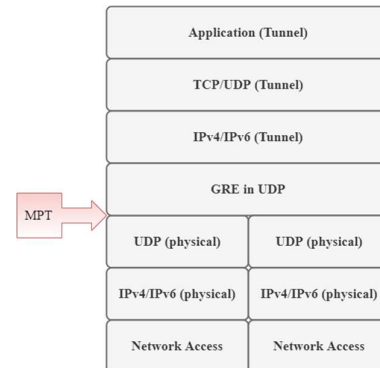 Application (Tunnel)
TCP/UDP (Tunnel)
IPv4/IPv6 (Tunnel)
GRE in UDP
MPT
UDP (physical) UDP (physical)
IPv4/IPv6 (physical) IPv4/IPv6 (physical)
Network Access Network Access